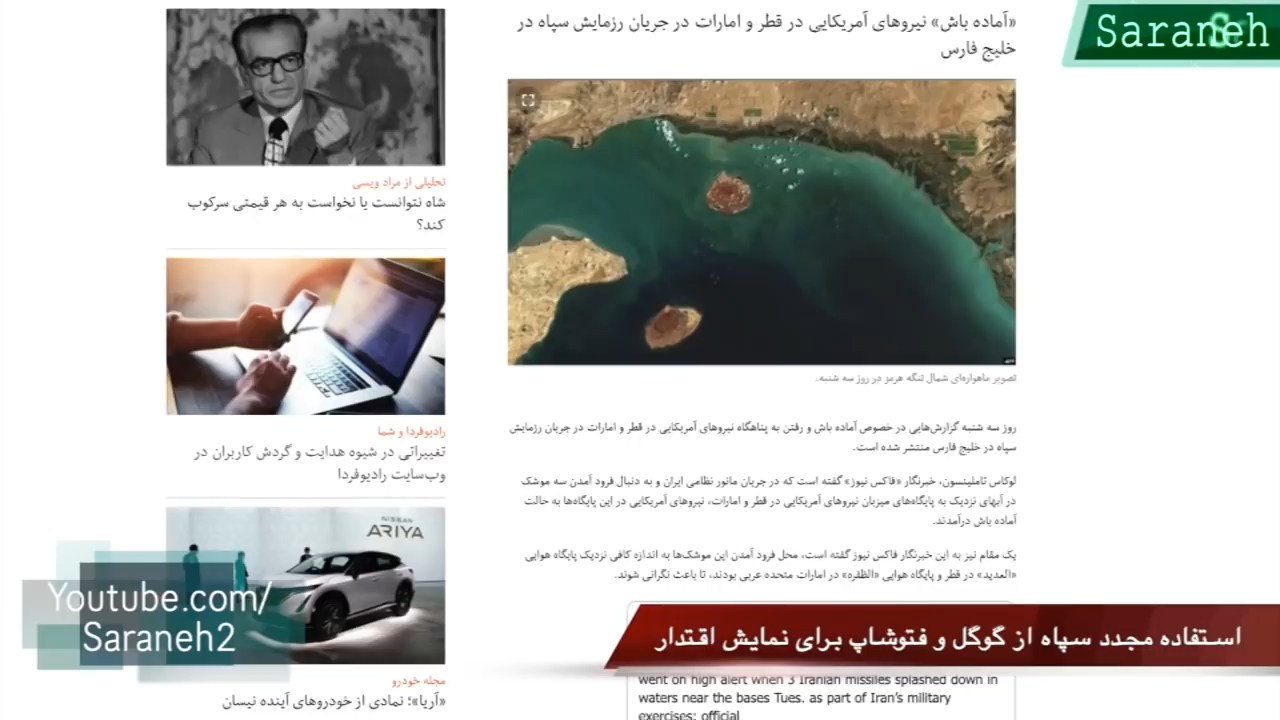 Saraneh
«آماده باش» نیروهای آمریکایی در قطر و امارات در جریان رزمایش سپاه در
خلیج فارس
تصویر ماهواره‌ای شمال تنگه هرمز در روز سه شنبه.
روز سه شنبه گزارش‌هایی در خصوص آماده باش و رفتن به پناهگاه نیروهای آمریکایی در قطر و امارات در جریان رزمایش
سپاه در خلیج فارس منتشر شده است.
لوکاس تاملینسون، خبرنگار «فاکس نیوز» گفته است که در جریان مانور نظامی ایران و به دنبال فرود آمدن سه موشک
در آبهای نزدیک به پایگاه‌های میزبان نیروهای آمریکایی در قطر و امارات، نیروهای آمریکایی در این پایگاه‌ها به حالت
آماده باش درآمدند.
یک مقام نیز به این خبرنگار فاکس نیوز گفته است، محل فرود آمدن این موشک‌ها به اندازه کافی نزدیک پایگاه هوایی
«العدید» در قطر و پایگاه هوایی «الظفره» در امارات متحده عربی بودند، تا باعث نگرانی شوند.
استفاده مجدد سپاه از گوگل و فتوشاپ برای نمایش اقتدار
went on high alert when 3 Iranian missiles splashed down in
waters near the bases Tues. as part of Iran's military
exercises: official
تحلیلی از مراد ویسی
شاه نتوانست یا نخواست به هر قیمتی سرکوب
کند؟
رادیوفردا و شما
تغییراتی در شیوه هدایت و گردش کاربران در
وب‌سایت رادیوفردا
NISSAN
ARIYA
مجله خودرو
«آریا»؛ نمادی از خودروهای آینده نیسان
Youtube.com/
Saraneh2